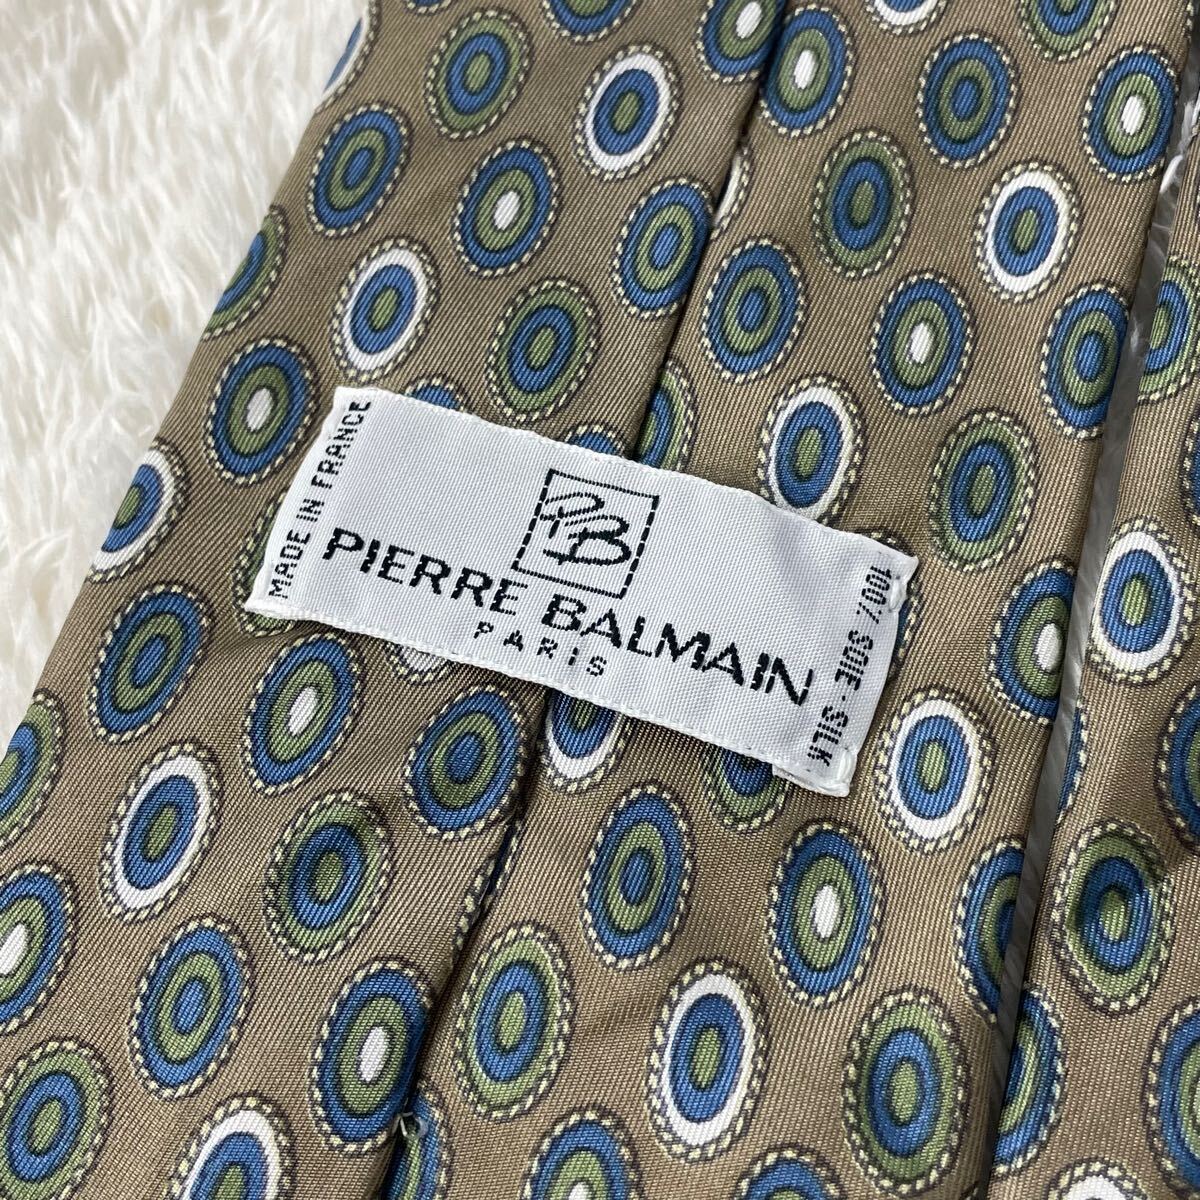 MADE IN FRANCE
PB
PIERRE BALMAIN
PARIS
100% SOIE - SILK